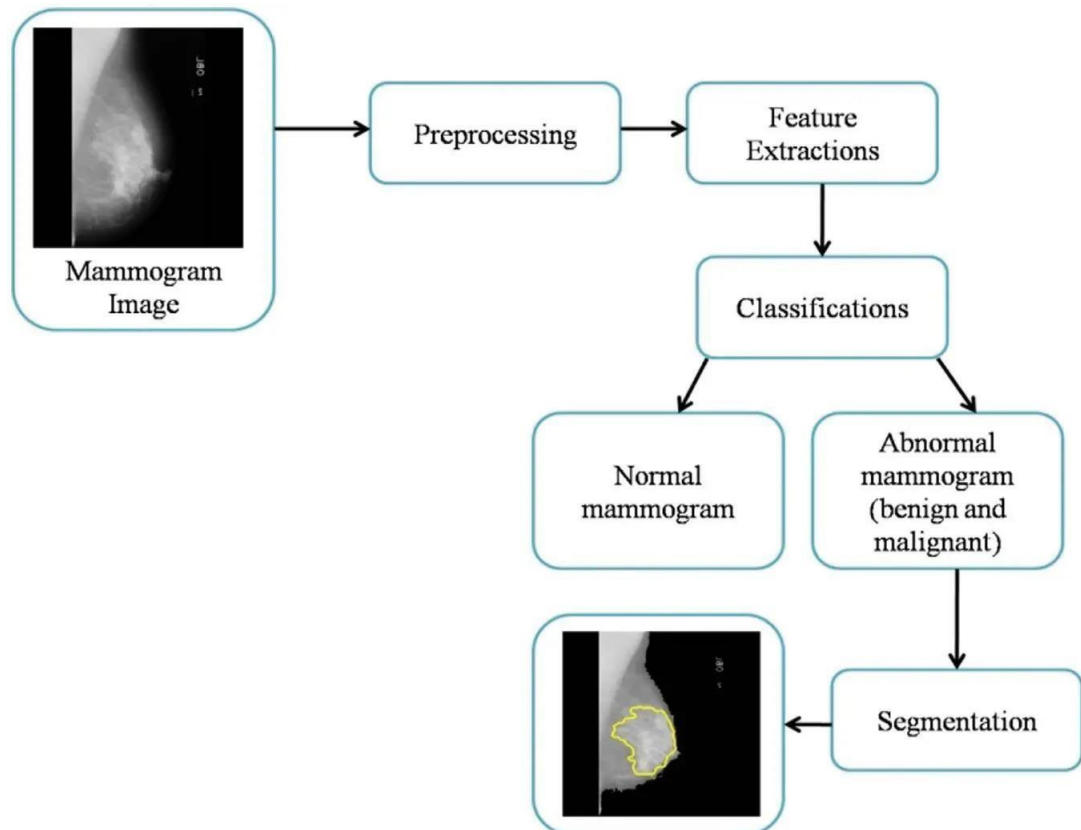 Mammogram
Image
Preprocessing
Feature
Extractions
Classifications
Normal
mammogram
Abnormal
mammogram
(benign and
malignant)
Segmentation